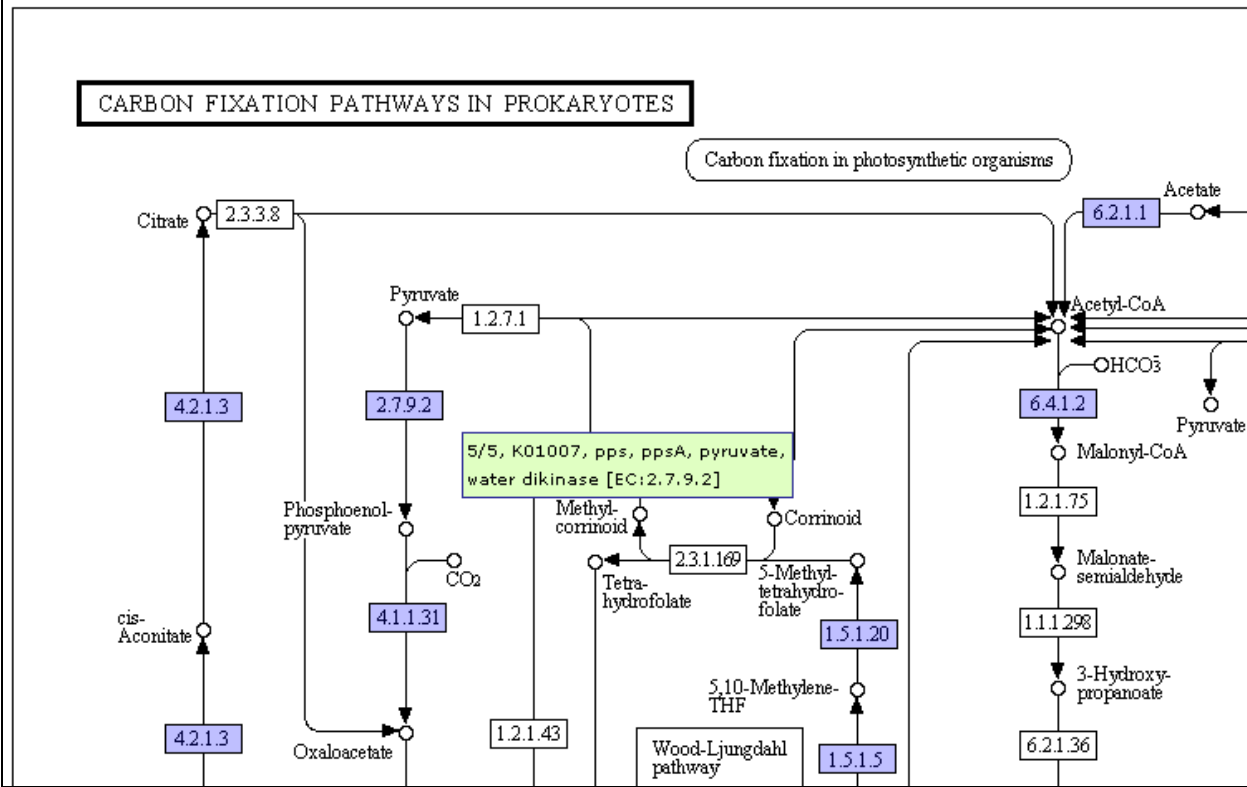 CARBON FIXATION PATHWAYS IN PROKARYOTES
Carbon fixation in photosynthetic organisms
Citrate
2.3.3.8
6.2.1.1
Acetate
Pyruvate
1.2.7.1
Acetyl-CoA
HCO3-
4.2.1.3
2.7.9.2
6.4.1.2
Pyruvate
5/5, K01007, pps, ppsA, pyruvate,
water dikinase [EC:2.7.9.2]
Malonyl-CoA
Phosphoenol-
pyruvate
Methyl-
corrinoid
Corrinoid
1.2.1.75
CO2
2.3.1.169
Tetra-
hydrofolate
5-Methyl-
tetrahydro-
folate
Malonate-
semialdehyde
cis-
Aconitate
4.1.1.31
1.5.1.20
1.1.1.298
5,10-Methylene-
THF
3-Hydroxy-
propanoate
4.2.1.3
Oxaloacetate
1.2.1.43
Wood-Ljungdahl
pathway
1.5.1.5
6.2.1.36